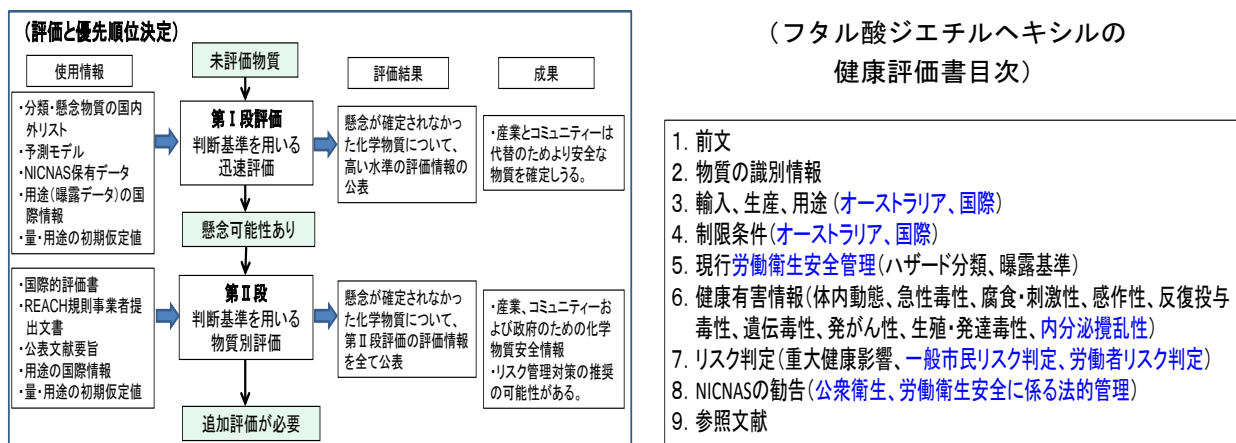 (評価と優先順位決定)
使用情報
未評価物質
評価結果
成果
・分類・懸念物質の国内
外リスト
・予測モデル
・NICNAS保有データ
・用途(曝露データ)の国
際情報
・量・用途の初期仮定値
第Ⅰ段評価
判断基準を用いる
迅速評価
懸念が確定されなかっ
た化学物質について、
高い水準の評価情報の
公表
・産業とコミュニティーは
代替のためより安全な
物質を確定しうる。
懸念可能性あり
・国際的評価書
・REACH規則事業者提
出文書
・公表文献要旨
・用途の国際情報
・量・用途の初期仮定値
第Ⅱ段
判断基準を用いる
物質別評価
懸念が確定されなかっ
た化学物質について、
第Ⅱ段評価の評価情報
を全て公表
・産業、コミュニティーお
よび政府のための化学
物質安全情報
・リスク管理対策の推奨
の可能性がある。
追加評価が必要
(フタル酸ジエチルヘキシルの
健康評価書目次)
1. 前文
2. 物質の識別情報
3. 輸入、生産、用途(オーストラリア、国際)
4. 制限条件(オーストラリア、国際)
5. 現行労働衛生安全管理(ハザード分類、曝露基準)
6. 健康有害情報(体内動態、急性毒性、腐食・刺激性、感作性、反復投与
毒性、遺伝毒性、発がん性、生殖・発達毒性、内分泌攪乱性)
7. リスク判定(重大健康影響、一般市民リスク判定、労働者リスク判定)
8. NICNASの勧告(公衆衛生、労働衛生安全に係る法的管理)
9. 参照文献